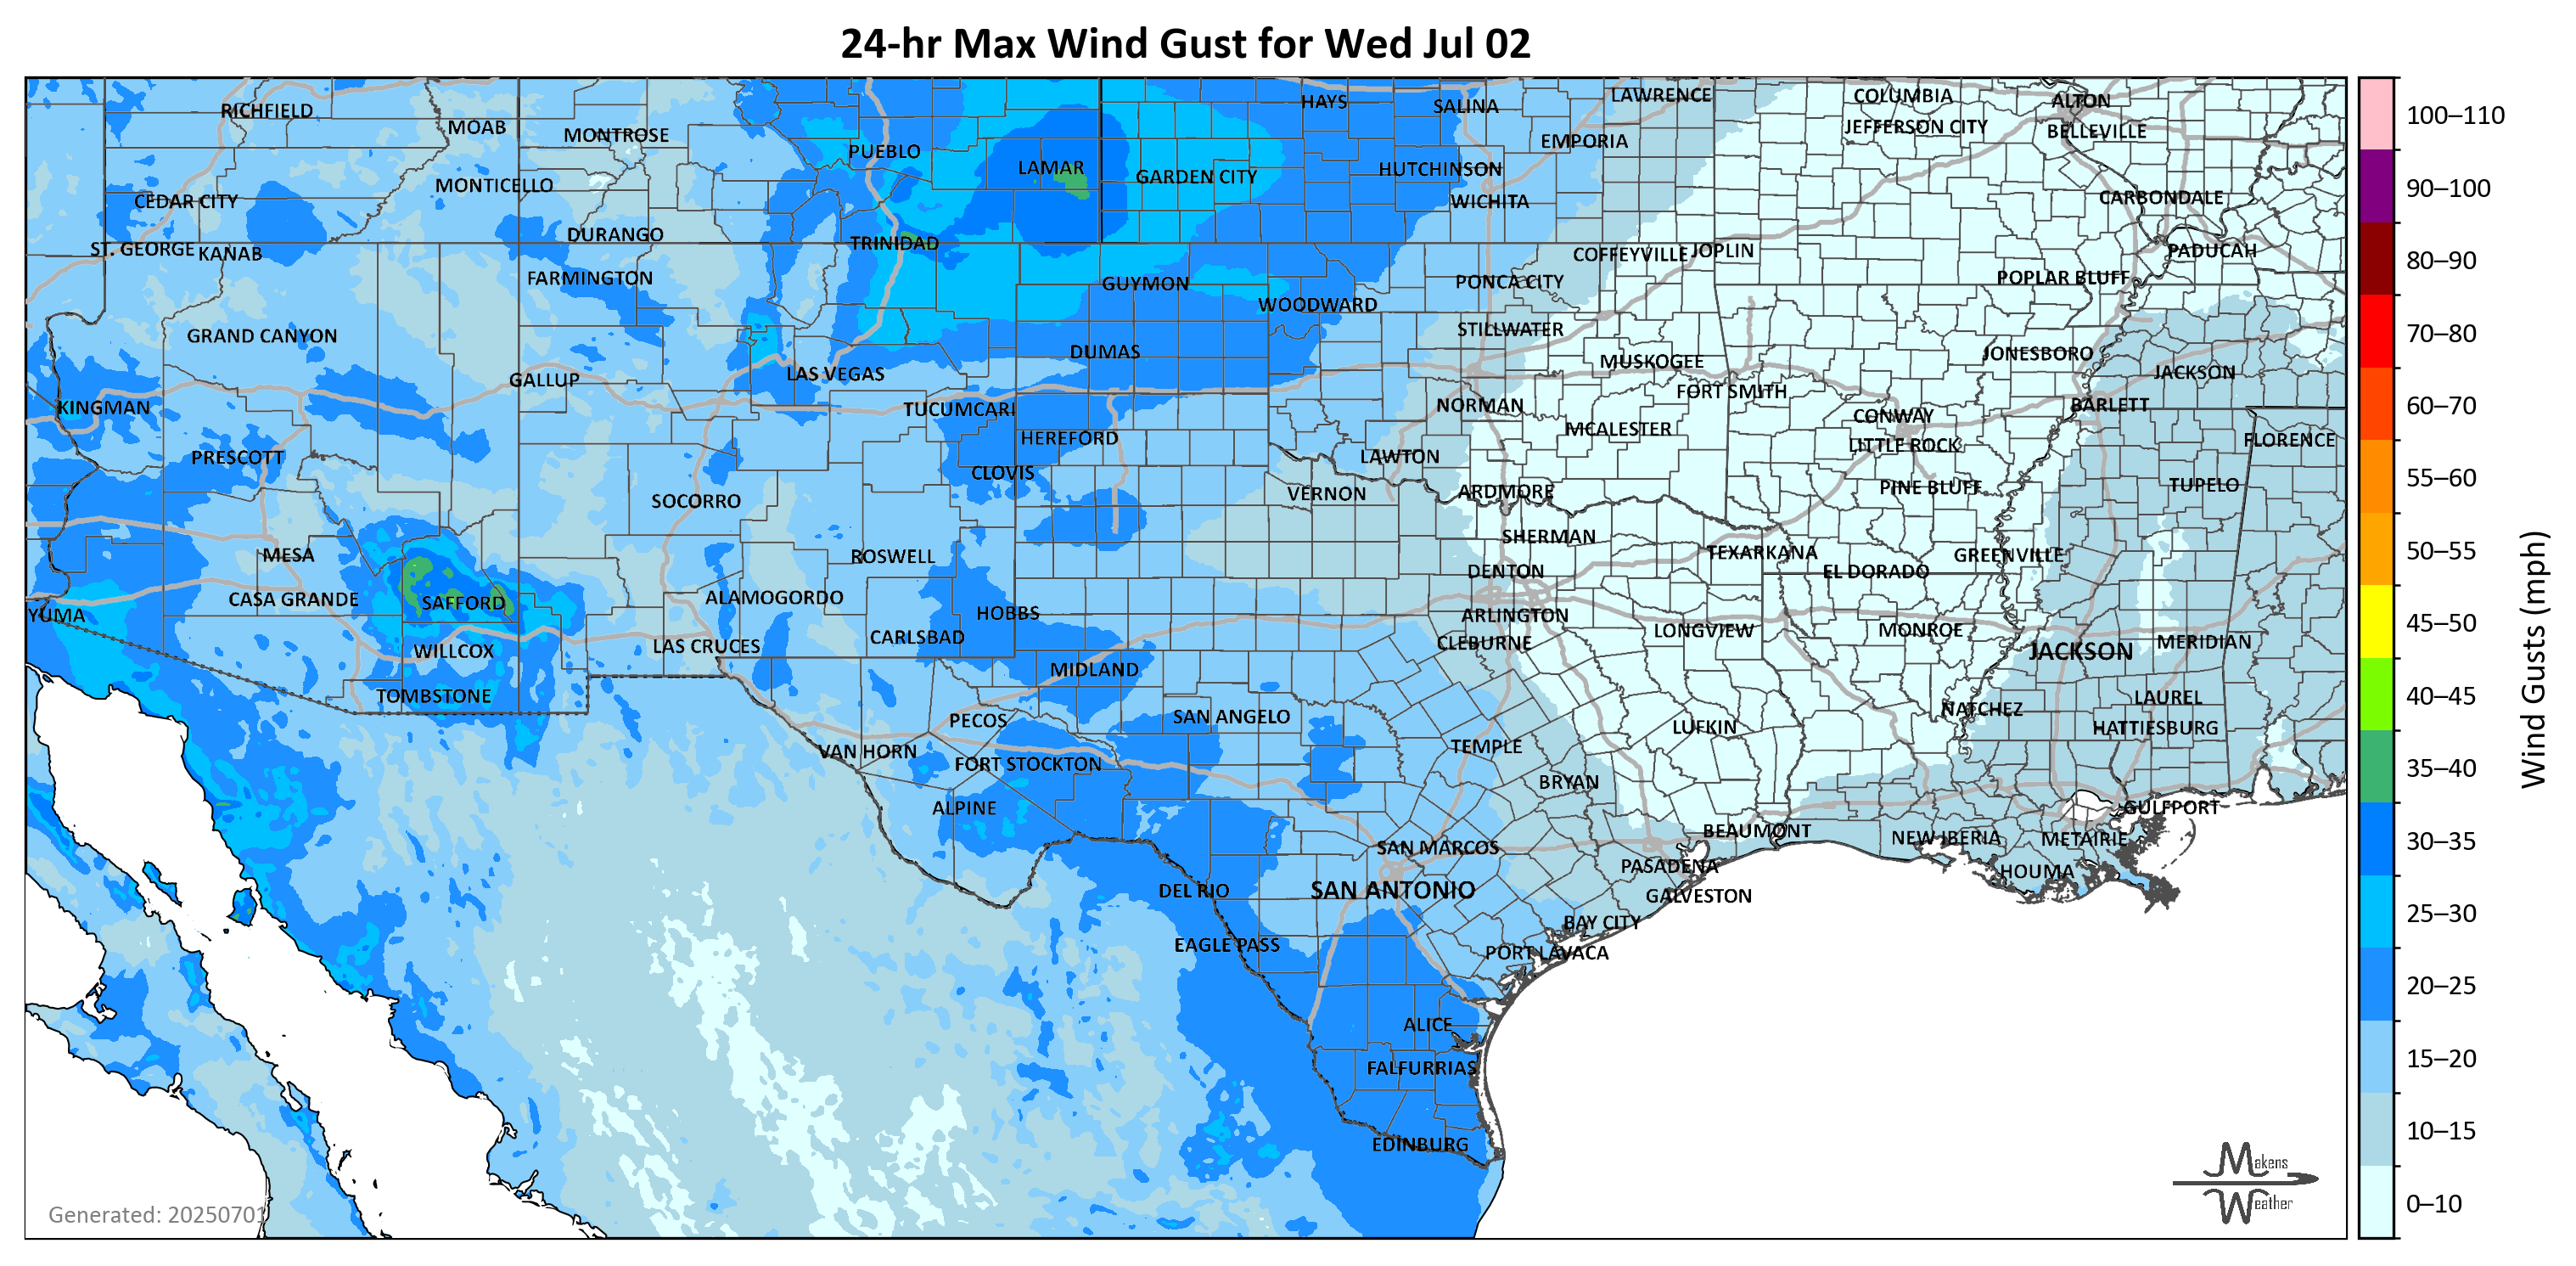 24-hr Max Wind Gust for Wed Jul 02
RICHFIELD
MOAB
MONTROSE
PUEBLO
LAMAR
GARDEN CITY
HAYS
SALINA
LAWRENCE
COLUMBIA
ALTON
JEFFERSON CITY
BELLEVILLE
EMPORIA
HUTCHINSON
MONTICELLO
CEDAR CITY
WICHITA
CARBONDALE
DURANGO
TRINIDAD
ST. GEORGE
KANAB
COFFEYVILLE
JOPLIN
PADUCAH
FARMINGTON
GUYMON
PONCA CITY
POPLAR BLUFF
WOODWARD
GRAND CANYON
STILLWATER
DUMAS
JONESBORO
MUSKOGEE
LAS VEGAS
JACKSON
GALLUP
FORT SMITH
KINGMAN
TUCUMCARI
NORMAN
BARLETT
CONWAY
MCALESTER
HEREFORD
FLORENCE
LITTLE ROCK
PRESCOTT
LAWTON
CLOVIS
TUPELO
PINE BLUFF
SOCORRO
VERNON
ARDMORE
SHERMAN
MESA
ROSWELL
TEXARKANA
GREENVILLE
DENTON
EL DORADO
CASA GRANDE
SAFFORD
ALAMOGORDO
YUMA
HOBBS
ARLINGTON
CARLSBAD
LONGVIEW
MONROE
LAS CRUCES
CLEBURNE
MERIDIAN
WILLCOX
JACKSON
MIDLAND
TOMBSTONE
LAUREL
PECOS
SAN ANGELO
NATCHEZ
LUFKIN
HATTIESBURG
VAN HORN
TEMPLE
FORT STOCKTON
BRYAN
ALPINE
GULFPORT
BEAUMONT
NEW IBERIA
METAIRIE
SAN MARCOS
PASADENA
HOUMA
DEL RIO
SAN ANTONIO
GALVESTON
BAY CITY
EAGLE PASS
PORT LAVACA
ALICE
FALFURRIAS
EDINBURG
Generated: 20250701
Makens
Weather
100–110
90–100
80–90
70–80
60–70
55–60
50–55
45–50
40–45
35–40
30–35
25–30
20–25
15–20
10–15
0–10
Wind Gusts (mph)